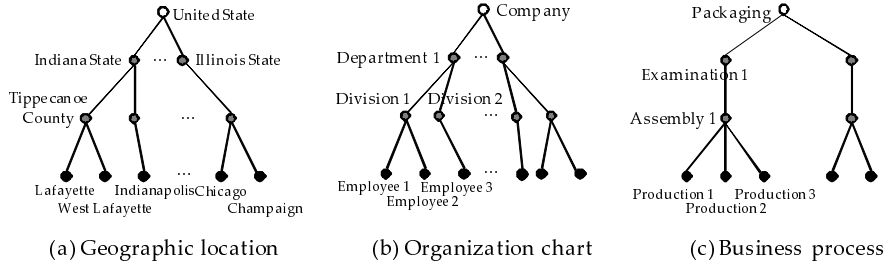 United State
Indiana State ... Illinois State
Tippecanoe
County
...
...
Lafayette Indianapolis Chicago
West Lafayette Champaign
(a) Geographic location
Company
Department 1 ...
Division 1 Division 2
...
...
Employee 1 Employee 3
Employee 2
(b) Organization chart
Packaging
Examination 1
Assembly 1
Production 1 Production 3
Production 2
(c) Business process